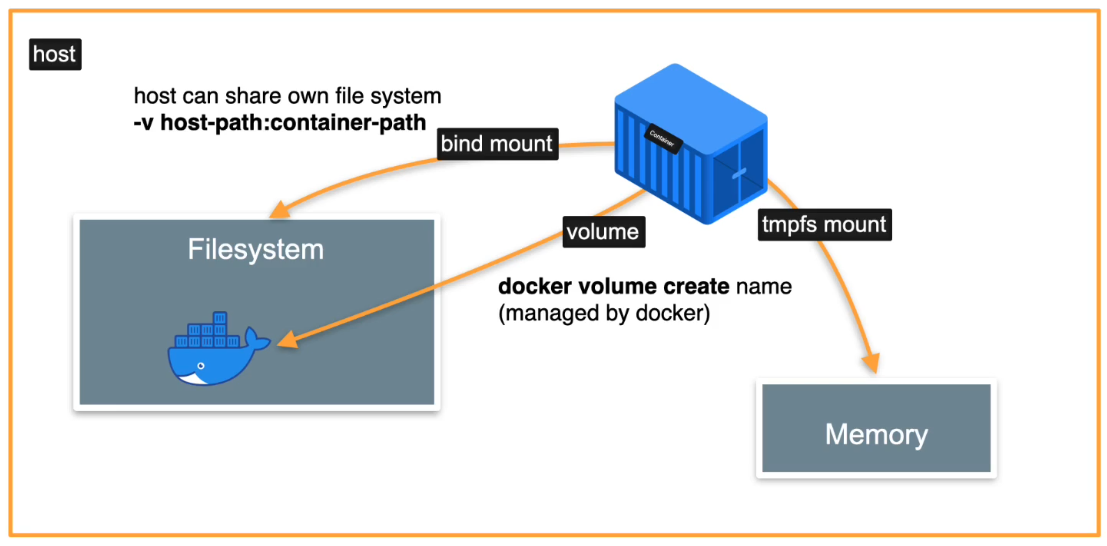 host
host can share own file system
-v host-path:container-path
bind mount
Container
volume
tmpfs mount
Filesystem
docker volume create name
(managed by docker)
Memory